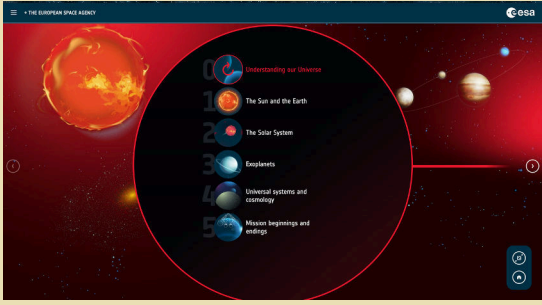 → THE EUROPEAN SPACE AGENCY
esa
0
Understanding our Universe
1
The Sun and the Earth
2
The Solar System
3
Exoplanets
4
Universal systems and
cosmology
5
Mission beginnings and
endings